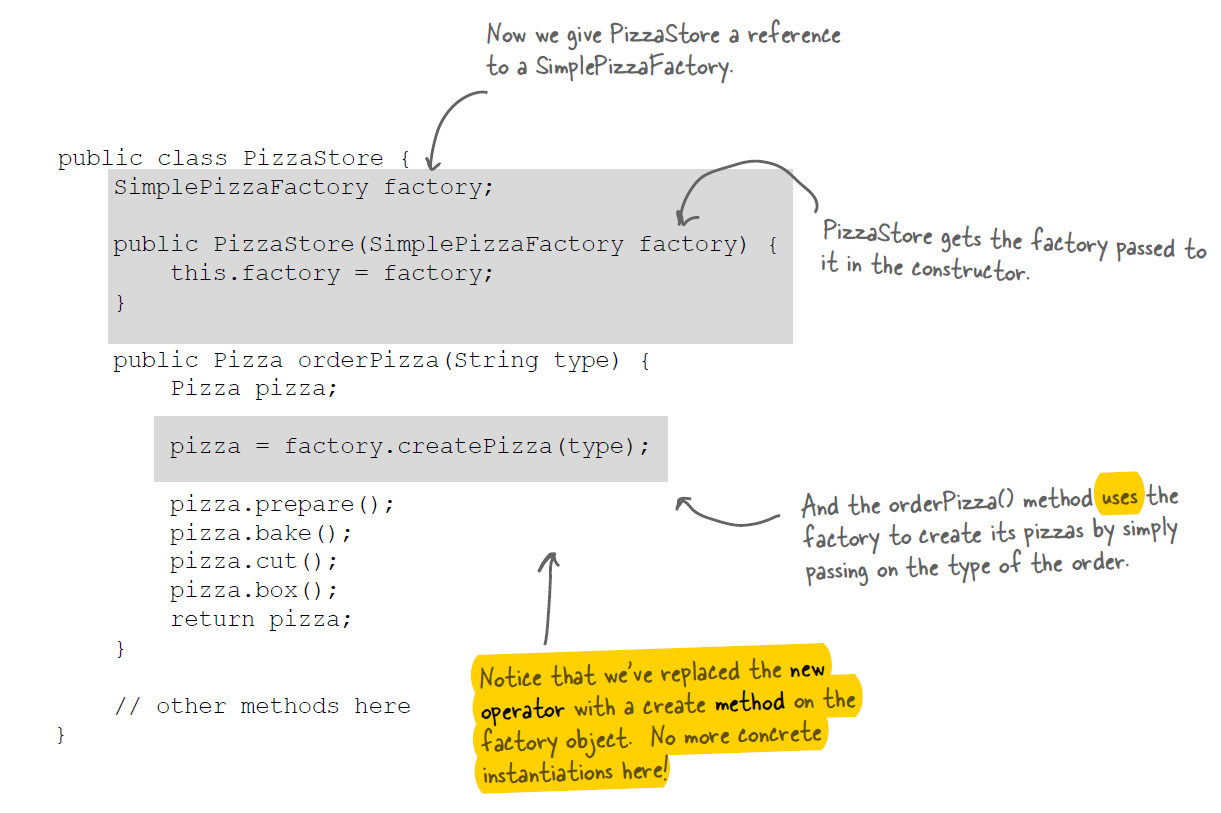 Now we give PizzaStore a reference
to a SimplePizzaFactory.
public class PizzaStore {
SimplePizzaFactory factory;
public PizzaStore(SimplePizzaFactory factory) {
this.factory = factory;
}
PizzaStore gets the factory passed to
it in the constructor.
public Pizza orderPizza(String type) {
Pizza pizza;
pizza = factory.createPizza(type);
pizza.prepare();
pizza.bake();
pizza.cut();
pizza.box();
return pizza;
}
And the orderPizza() method uses the
factory to create its pizzas by simply
passing on the type of the order.
// other methods here
}
Notice that we've replaced the new
operator with a create method on the
factory object. No more concrete
instantiations here!